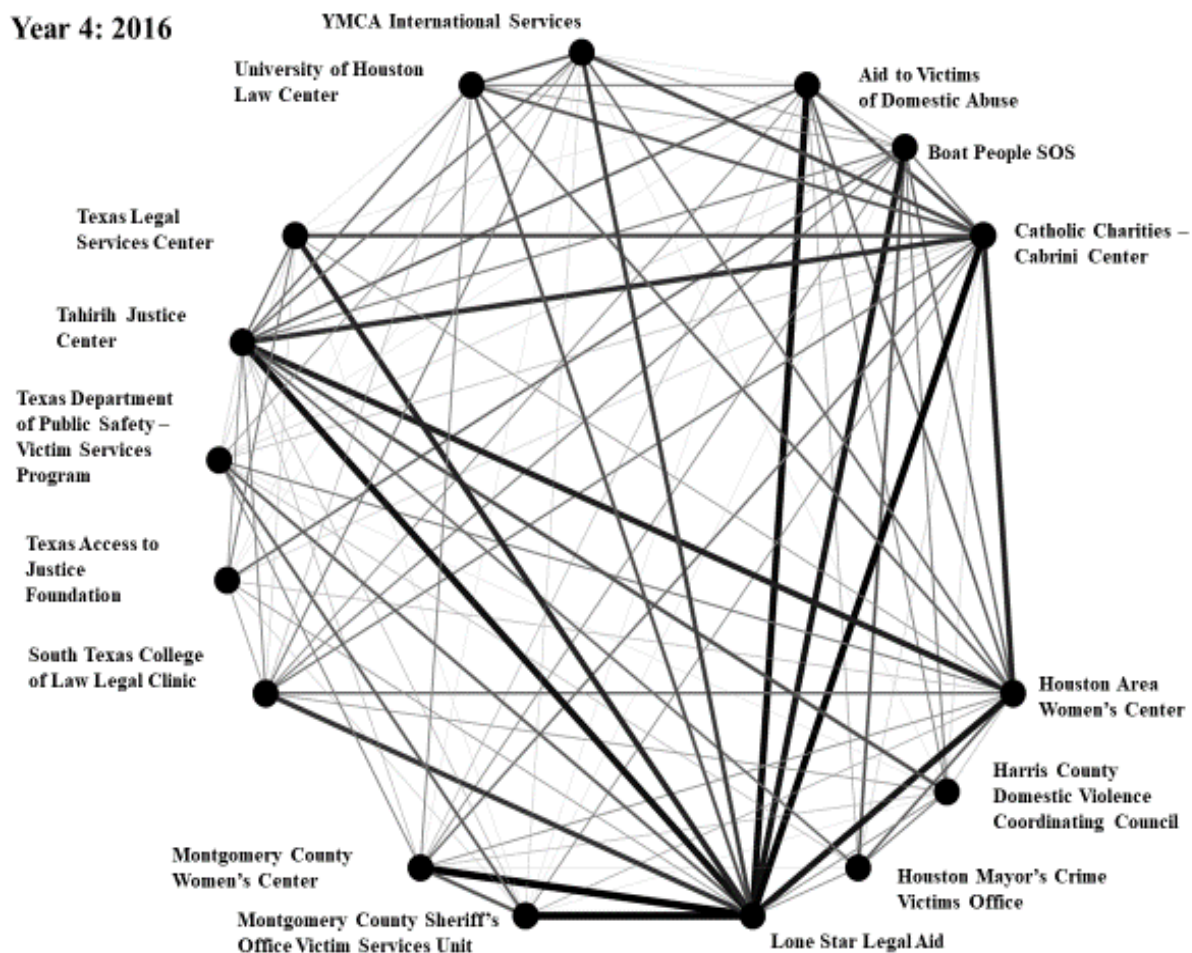 Year 4: 2016
YMCA International Services
University of Houston
Law Center
Aid to Victims
of Domestic Abuse
Boat People SOS
Texas Legal
Services Center
Catholic Charities –
Cabrini Center
Tahirih Justice
Center
Texas Department
of Public Safety –
Victim Services
Program
Texas Access to
Justice
Foundation
South Texas College
of Law Legal Clinic
Houston Area
Women's Center
Harris County
Domestic Violence
Coordinating Council
Montgomery County
Women's Center
Houston Mayor's Crime
Victims Office
Montgomery County Sheriff's
Office Victim Services Unit
Lone Star Legal Aid